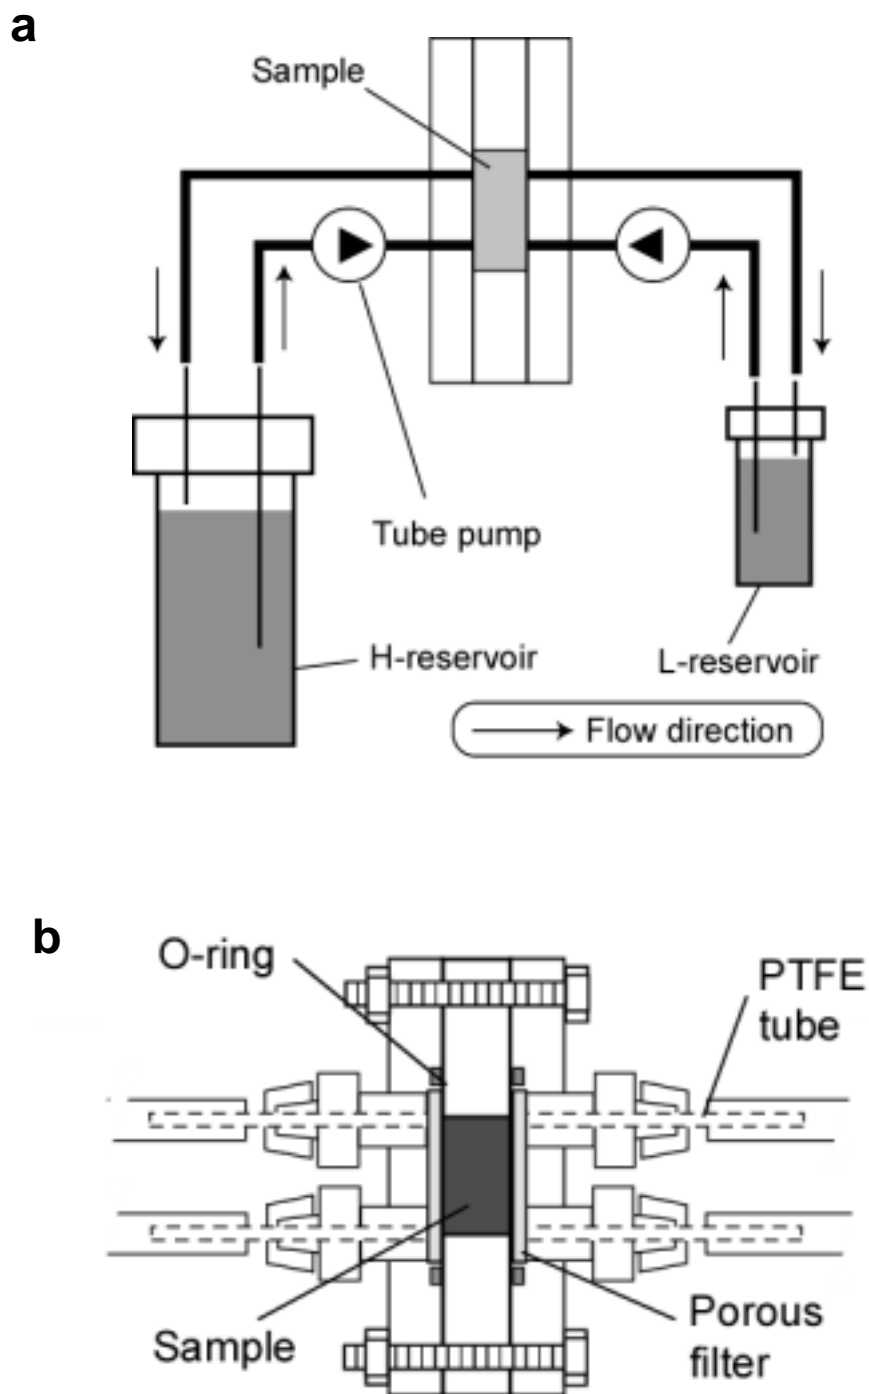 a
Sample
Tube pump
H-reservoir
L-reservoir
Flow direction
b
O-ring
PTFE
tube
Sample
Porous
filter